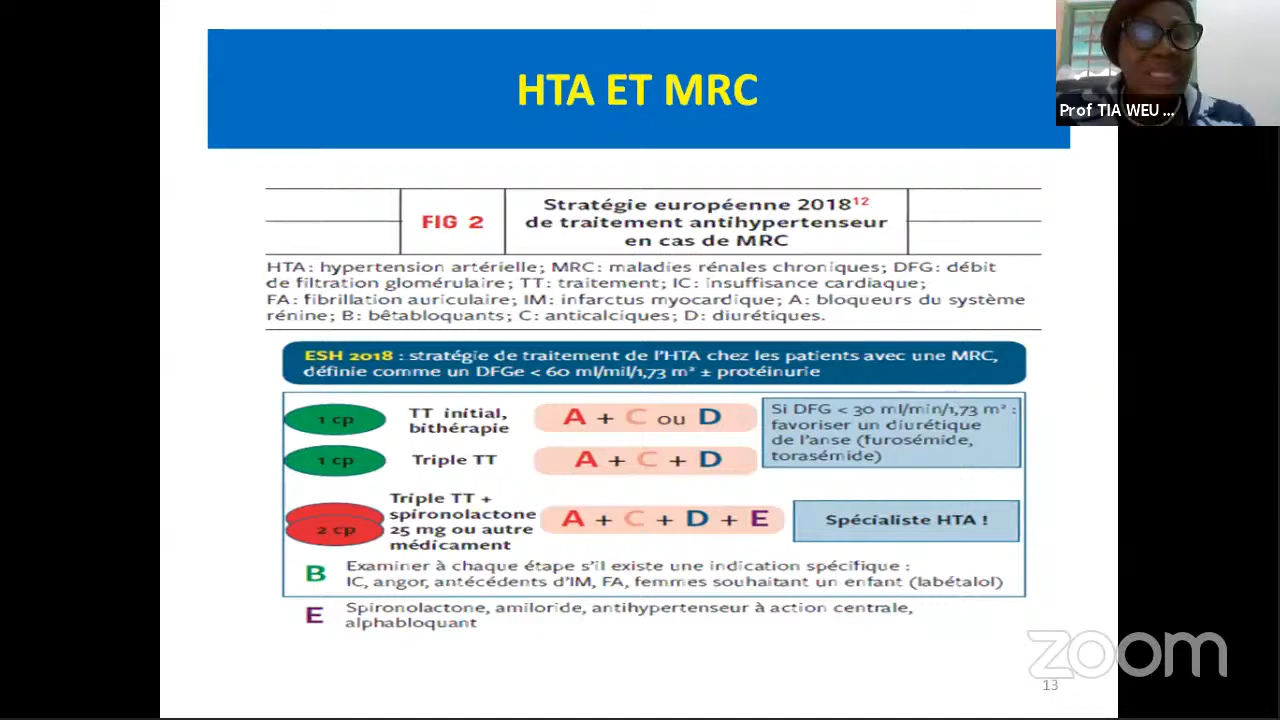 HTA ET MRC
Prof TIA WEU ...
FIG 2
Stratégie européenne 2018¹²
de traitement antihypertenseur
en cas de MRC
HTA : hypertension artérielle ; MRC : maladies rénales chroniques ; DFG : débit
de filtration glomérulaire ; TT : traitement ; IC : insuffisance cardiaque ;
FA : fibrillation auriculaire ; IM : infarctus myocardique ; A : bloqueurs du système
rénine ; B : bêtabloquants ; C : anticalciques ; D : diurétiques.
ESH 2018 : stratégie de traitement de l'HTA chez les patients avec une MRC,
définie comme un DFGe < 60 ml/mil/1,73 m² ± protéinurie
1 cp
TT initial,
bithérapie
A + C ou D
Si DFG < 30 ml/min/1,73 m² :
favoriser un diurétique
de l'anse (furosémide,
torasémide)
1 cp
Triple TT
A + C + D
2 cp
Triple TT +
spironolactone
25 mg ou autre
médicament
A + C + D + E
Spécialiste HTA !
B
Examiner à chaque étape s'il existe une indication spécifique :
IC, angor, antécédents d'IM, FA, femmes souhaitant un enfant (labétalol)
E
Spironolactone, amiloride, antihypertenseur à action centrale,
alphabloquant
zoom
13